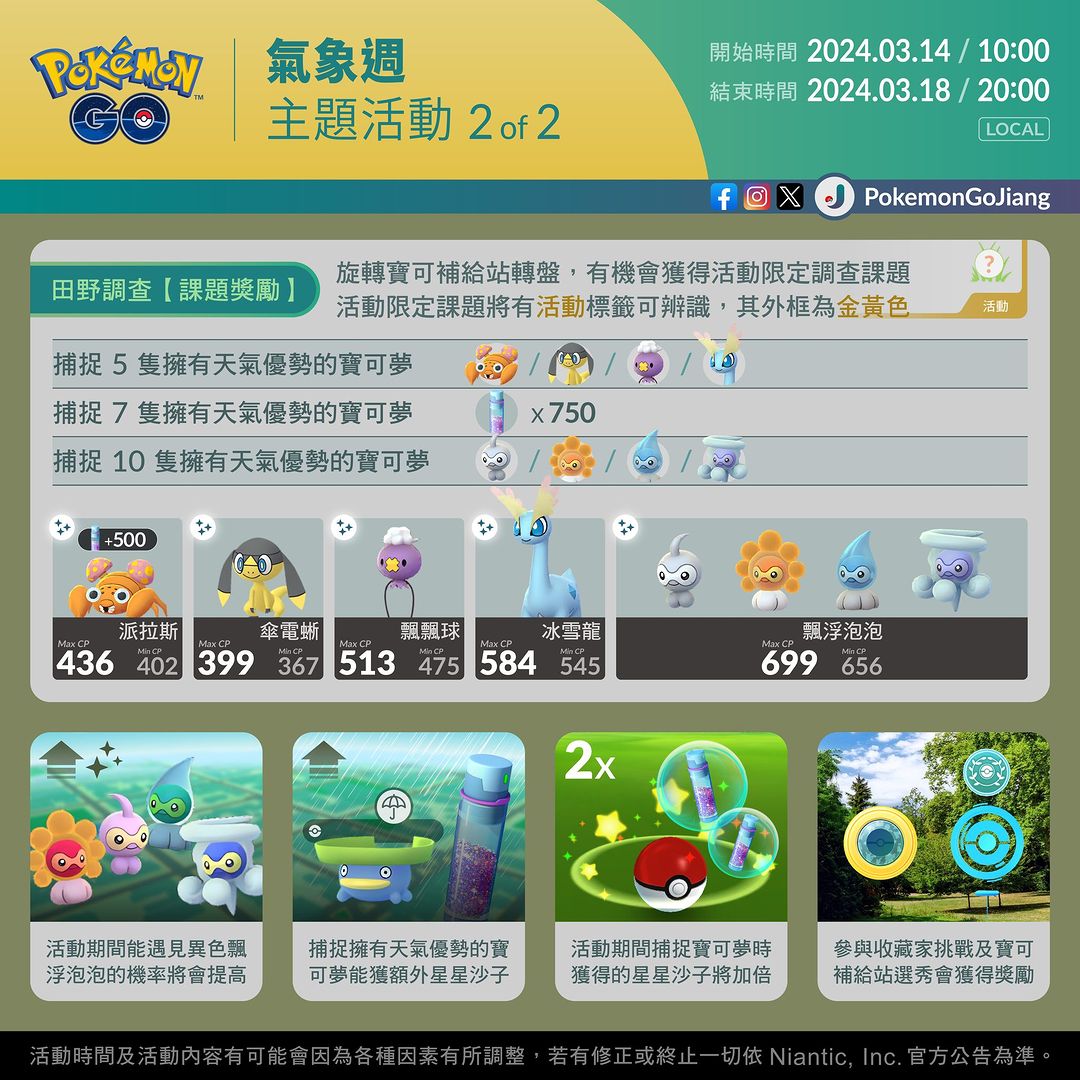 POKÉMON GO TM
氣象週
主題活動 2 of 2
開始時間 2024.03.14 / 10:00
結束時間 2024.03.18 / 20:00
LOCAL
f X PokemonGoJiang
田野調查【課題獎勵】
旋轉寶可補給站轉盤,有機會獲得活動限定調查課題
活動限定課題將有活動標籤可辨識,其外框為金黃色
?
活動
捕捉 5 隻擁有天氣優勢的寶可夢 / / /
捕捉 7 隻擁有天氣優勢的寶可夢 x750
捕捉 10 隻擁有天氣優勢的寶可夢 / / /
+500
派拉斯
Max CP 436 Min CP 402
傘電蜥
Max CP 399 Min CP 367
飄飄球
Max CP 513 Min CP 475
冰雪龍
Max CP 584 Min CP 545
飄浮泡泡
Max CP 699 Min CP 656
活動期間能遇見異色飄
浮泡泡的機率將會提高
捕捉擁有天氣優勢的寶
可夢能獲額外星星沙子
2x
活動期間捕捉寶可夢時
獲得的星星沙子將加倍
參與收藏家挑戰及寶可
補給站選秀會獲得獎勵
活動時間及活動內容有可能會因為各種因素有所調整,若有修正或終止一切依 Niantic, Inc. 官方公告為準。